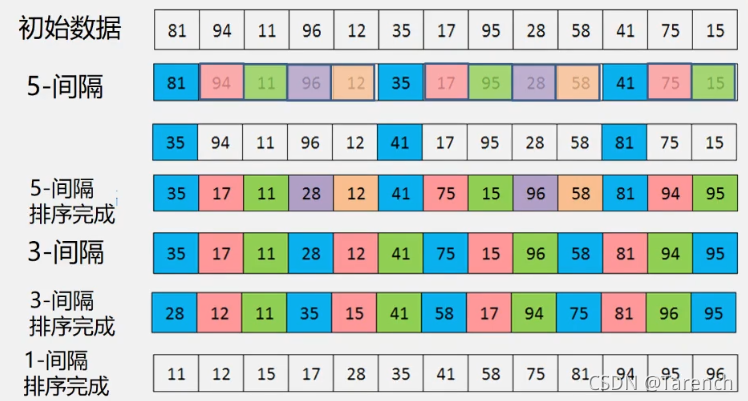 初始数据 81 94 11 96 12 35 17 95 28 58 41 75 15
5-间隔 81 94 11 96 12 35 17 95 28 58 41 75 15
35 94 11 96 12 41 17 95 28 58 81 75 15
5-间隔
排序完成 35 17 11 28 12 41 75 15 96 58 81 94 95
3-间隔 35 17 11 28 12 41 75 15 96 58 81 94 95
3-间隔
排序完成 28 12 11 35 15 41 58 17 94 75 81 96 95
1-间隔
排序完成 11 12 15 17 28 35 41 58 75 81 94 95 96
CSDN @Tarench